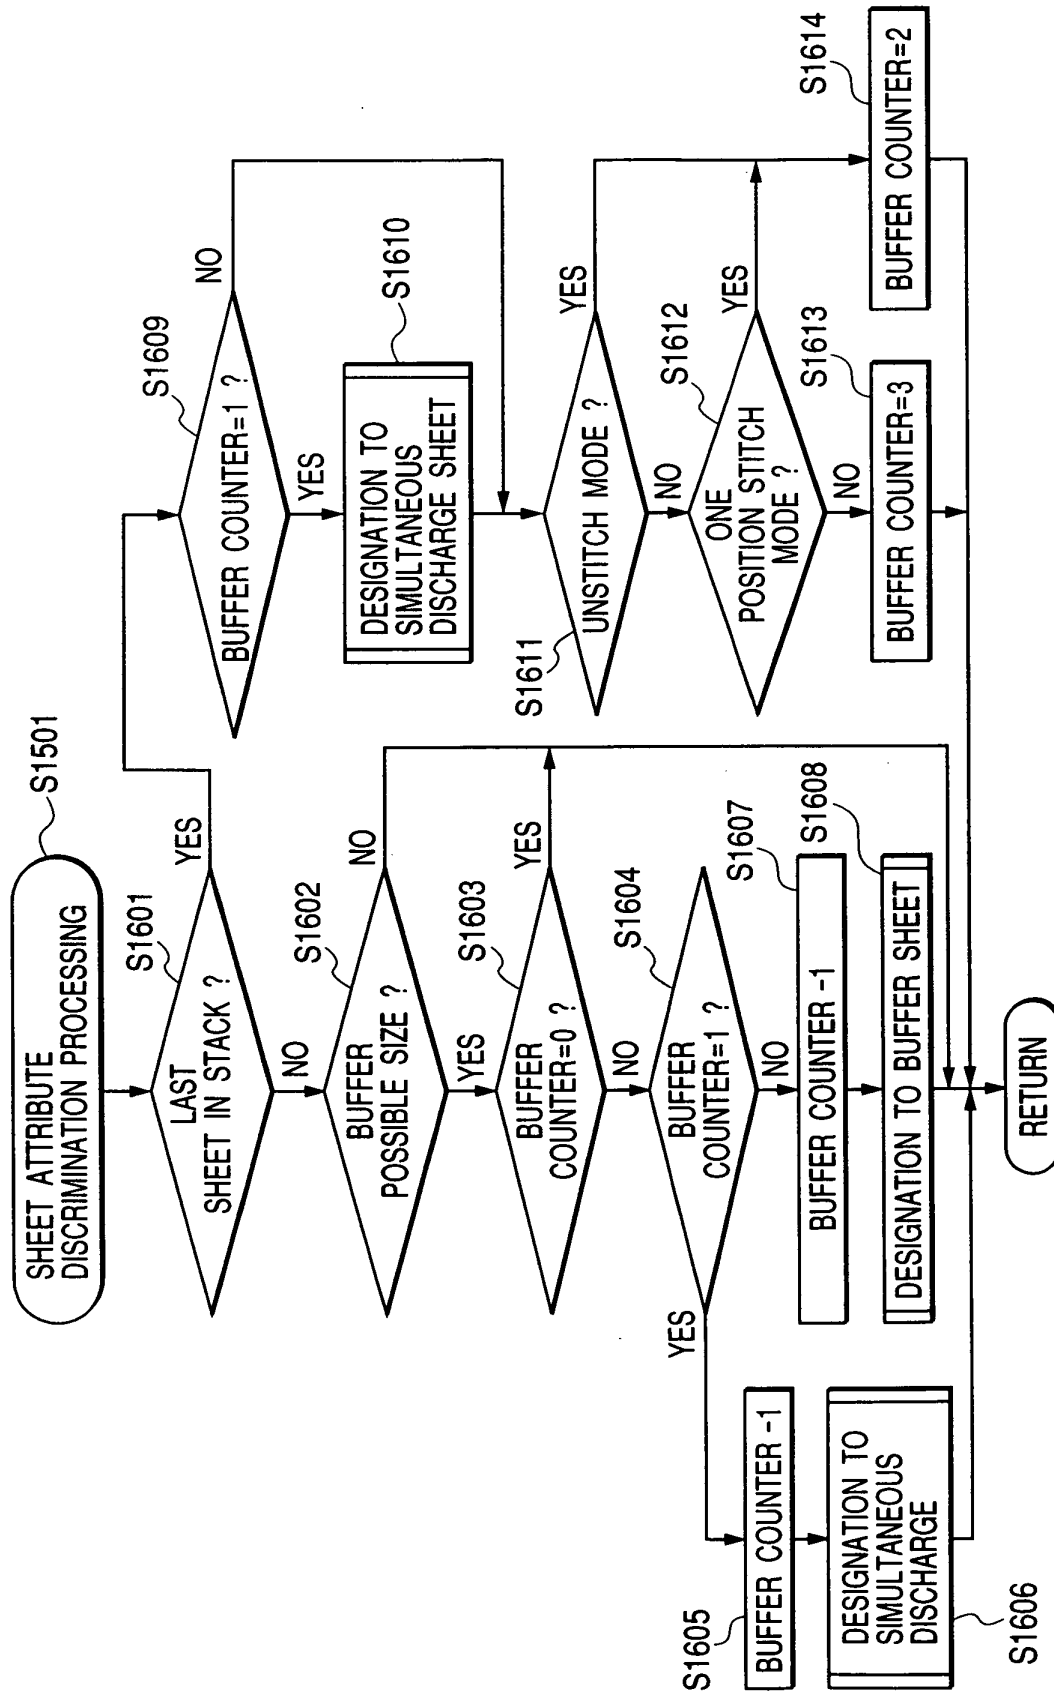 SHEET ATTRIBUTE
DISCRIMINATION PROCESSING
S1501
LAST
SHEET IN STACK ?
S1601
YES
NO
BUFFER
POSSIBLE SIZE ?
S1602
NO
YES
BUFFER
COUNTER=0 ?
S1603
YES
NO
BUFFER
COUNTER=1 ?
S1604
YES
NO
S1605
BUFFER COUNTER -1
DESIGNATION TO
SIMULTANEOUS
DISCHARGE
S1606
BUFFER COUNTER -1
S1607
DESIGNATION TO BUFFER SHEET
S1608
BUFFER COUNTER=1 ?
S1609
NO
YES
DESIGNATION TO
SIMULTANEOUS
DISCHARGE SHEET
S1610
UNSTITCH MODE ?
S1611
YES
NO
ONE
POSITION STITCH
MODE ?
S1612
YES
NO
BUFFER COUNTER=3
S1613
BUFFER COUNTER=2
S1614
RETURN